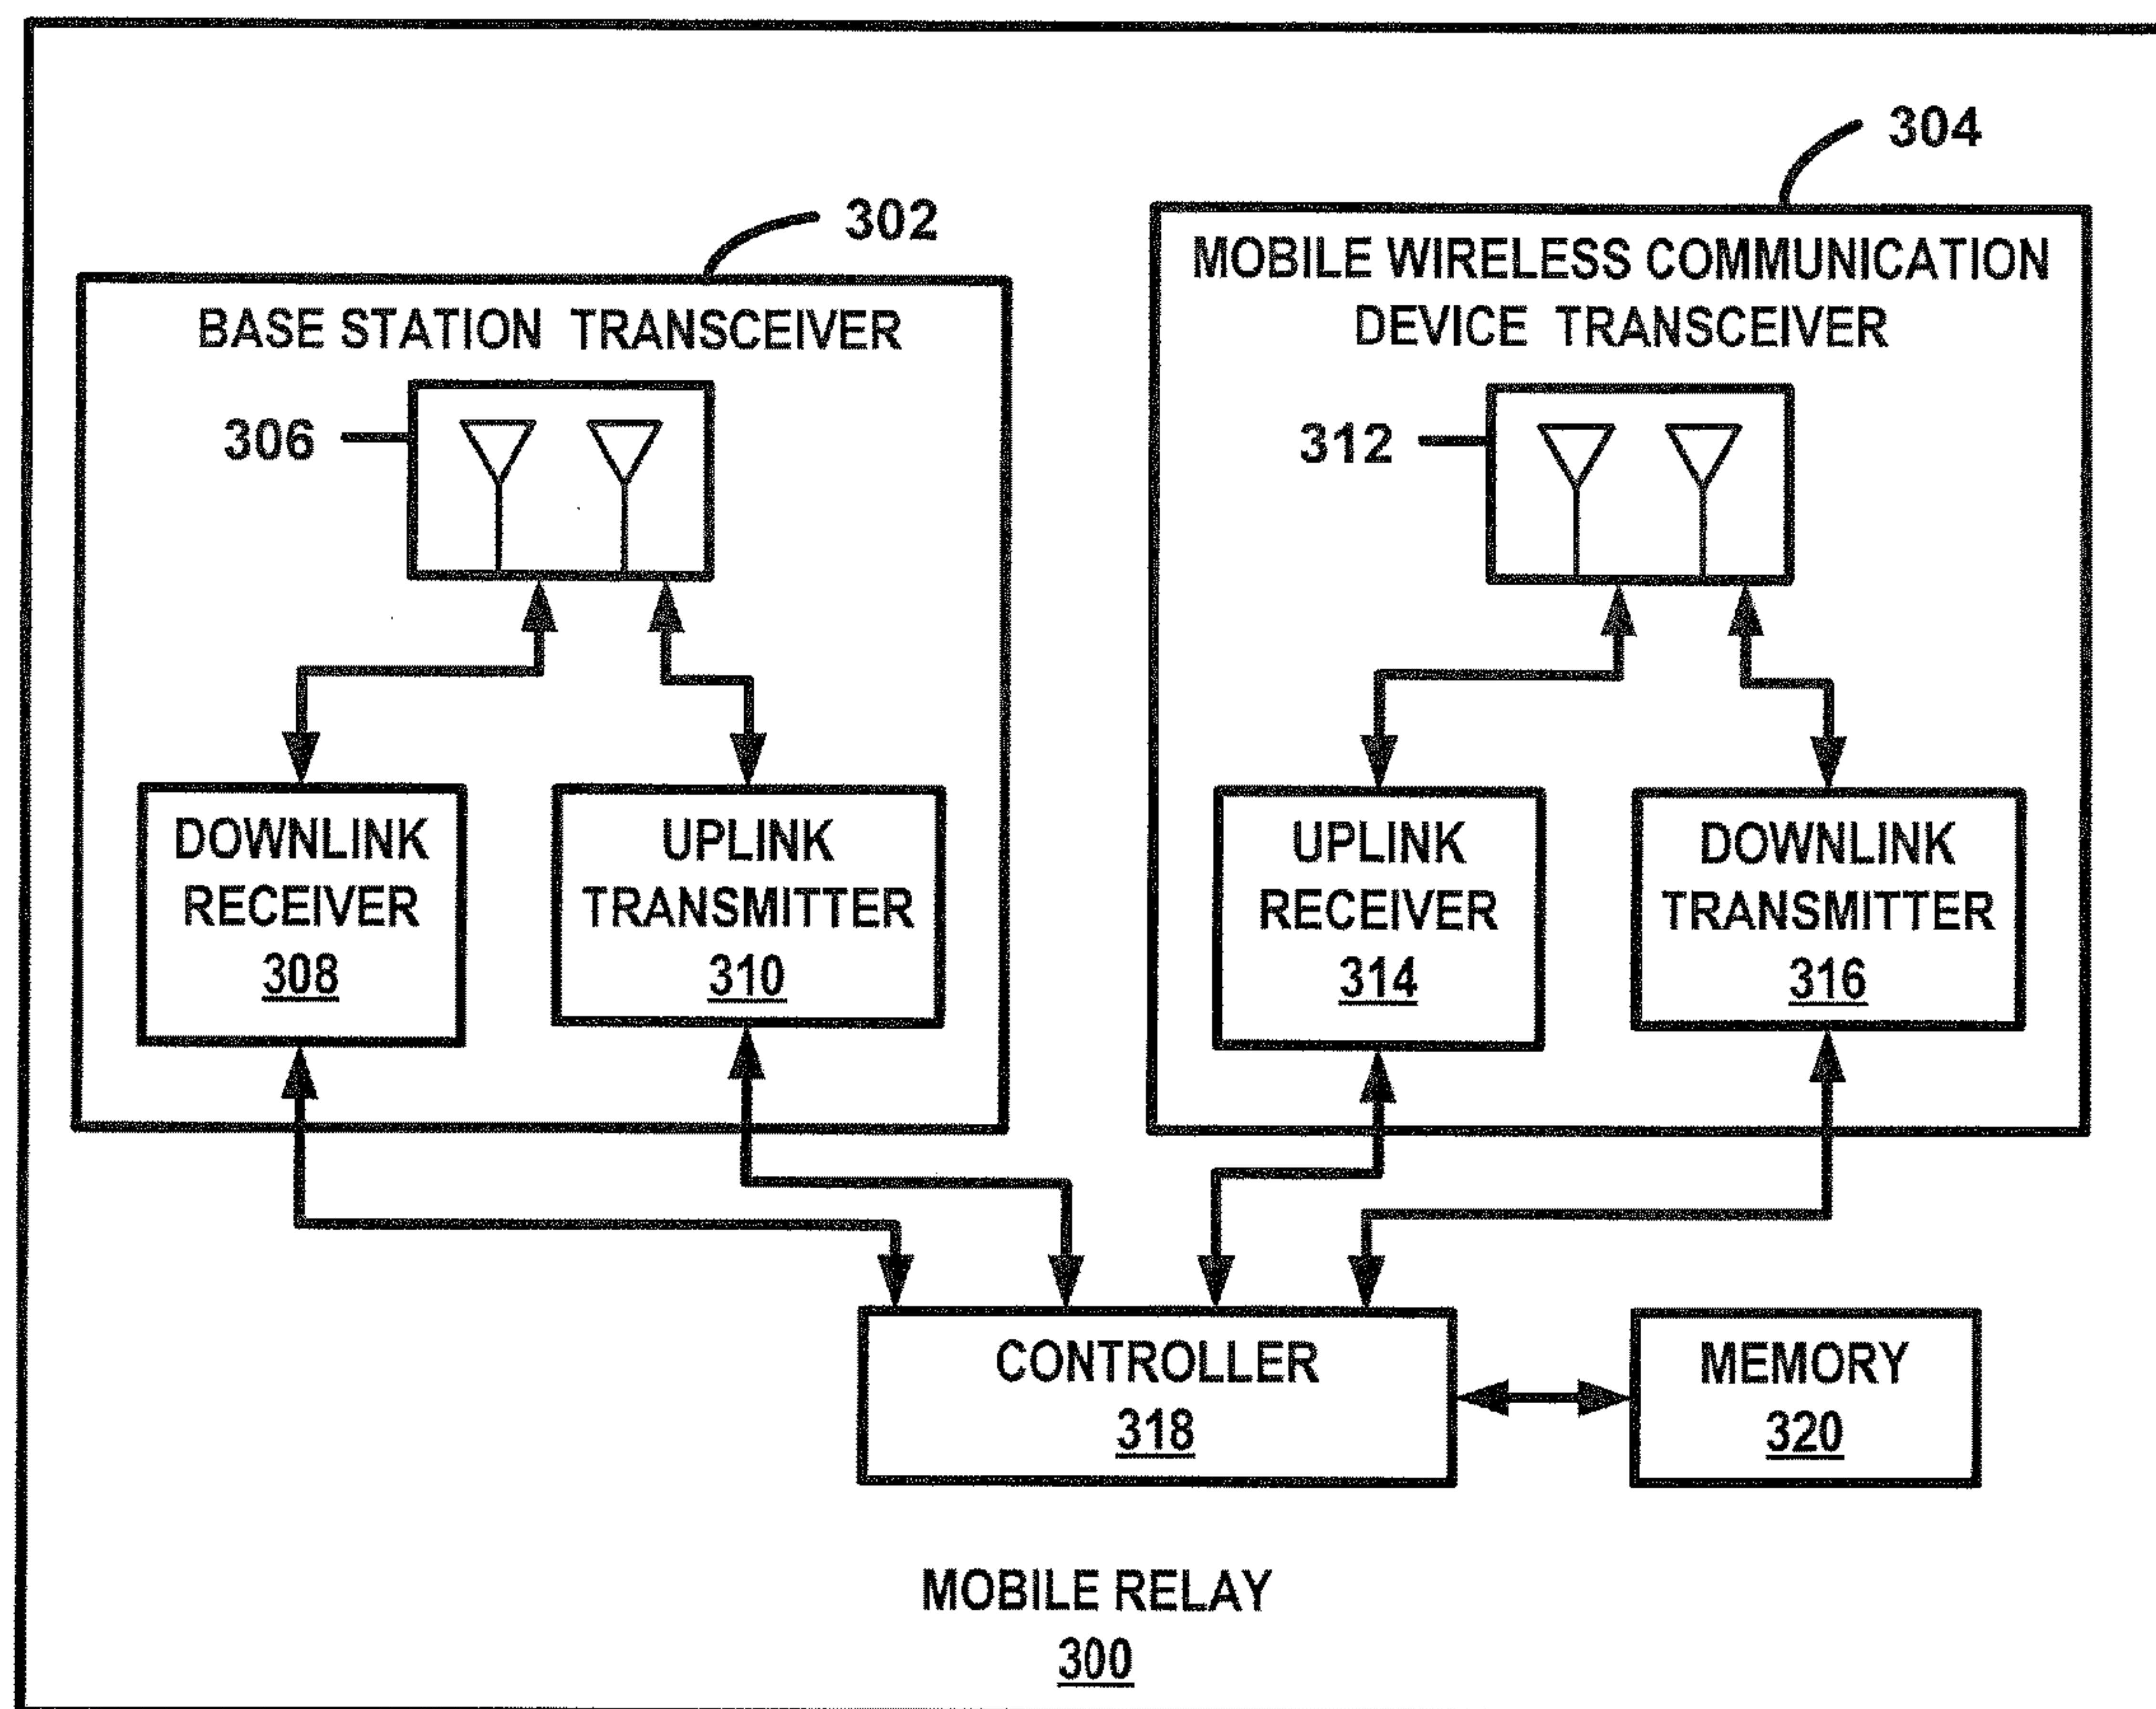 304
302
MOBILE WIRELESS COMMUNICATION
DEVICE TRANSCEIVER
BASE STATION TRANSCEIVER
306
312
DOWNLINK
RECEIVER
308
UPLINK
TRANSMITTER
310
UPLINK
RECEIVER
314
DOWNLINK
TRANSMITTER
316
CONTROLLER
318
MEMORY
320
MOBILE RELAY
300